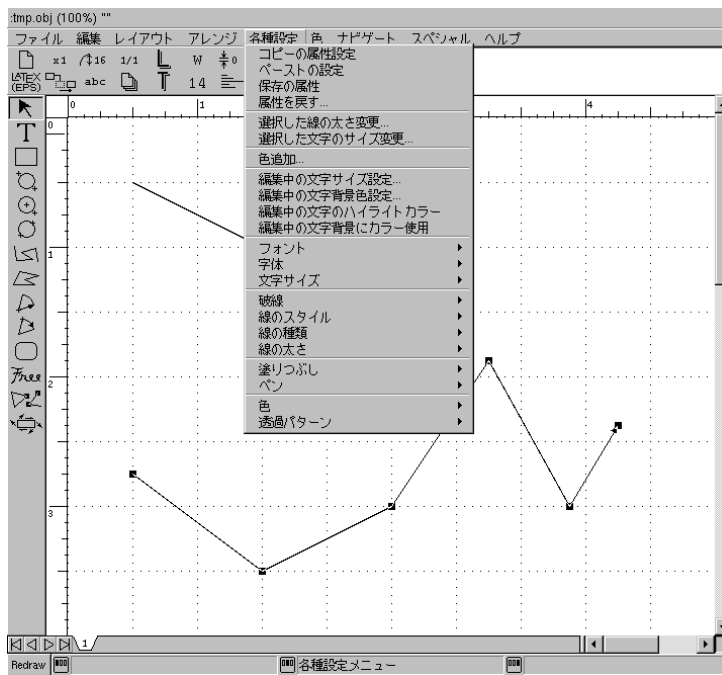 :tmp.obj (100%) ""
ファイル 編集 レイアウト アレンジ 各種設定 色 ナビゲート スペシャル ヘルプ
x1 16 1/1 L W 0
LATEX (EPS) abc T 14
コピーの属性設定
ペーストの設定
保存の属性
属性を戻す...
選択した線の太さ変更...
選択した文字のサイズ変更...
色追加...
編集中の文字サイズ設定...
編集中の文字背景色設定...
編集中の文字のハイライトカラー
編集中の文字背景にカラー使用
フォント
字体
文字サイズ
破線
線のスタイル
線の種類
線の太さ
塗りつぶし
ペン
色
透過パターン
0 1 4
0
1
2
3
T
Free
1
Redraw 各種設定メニュー